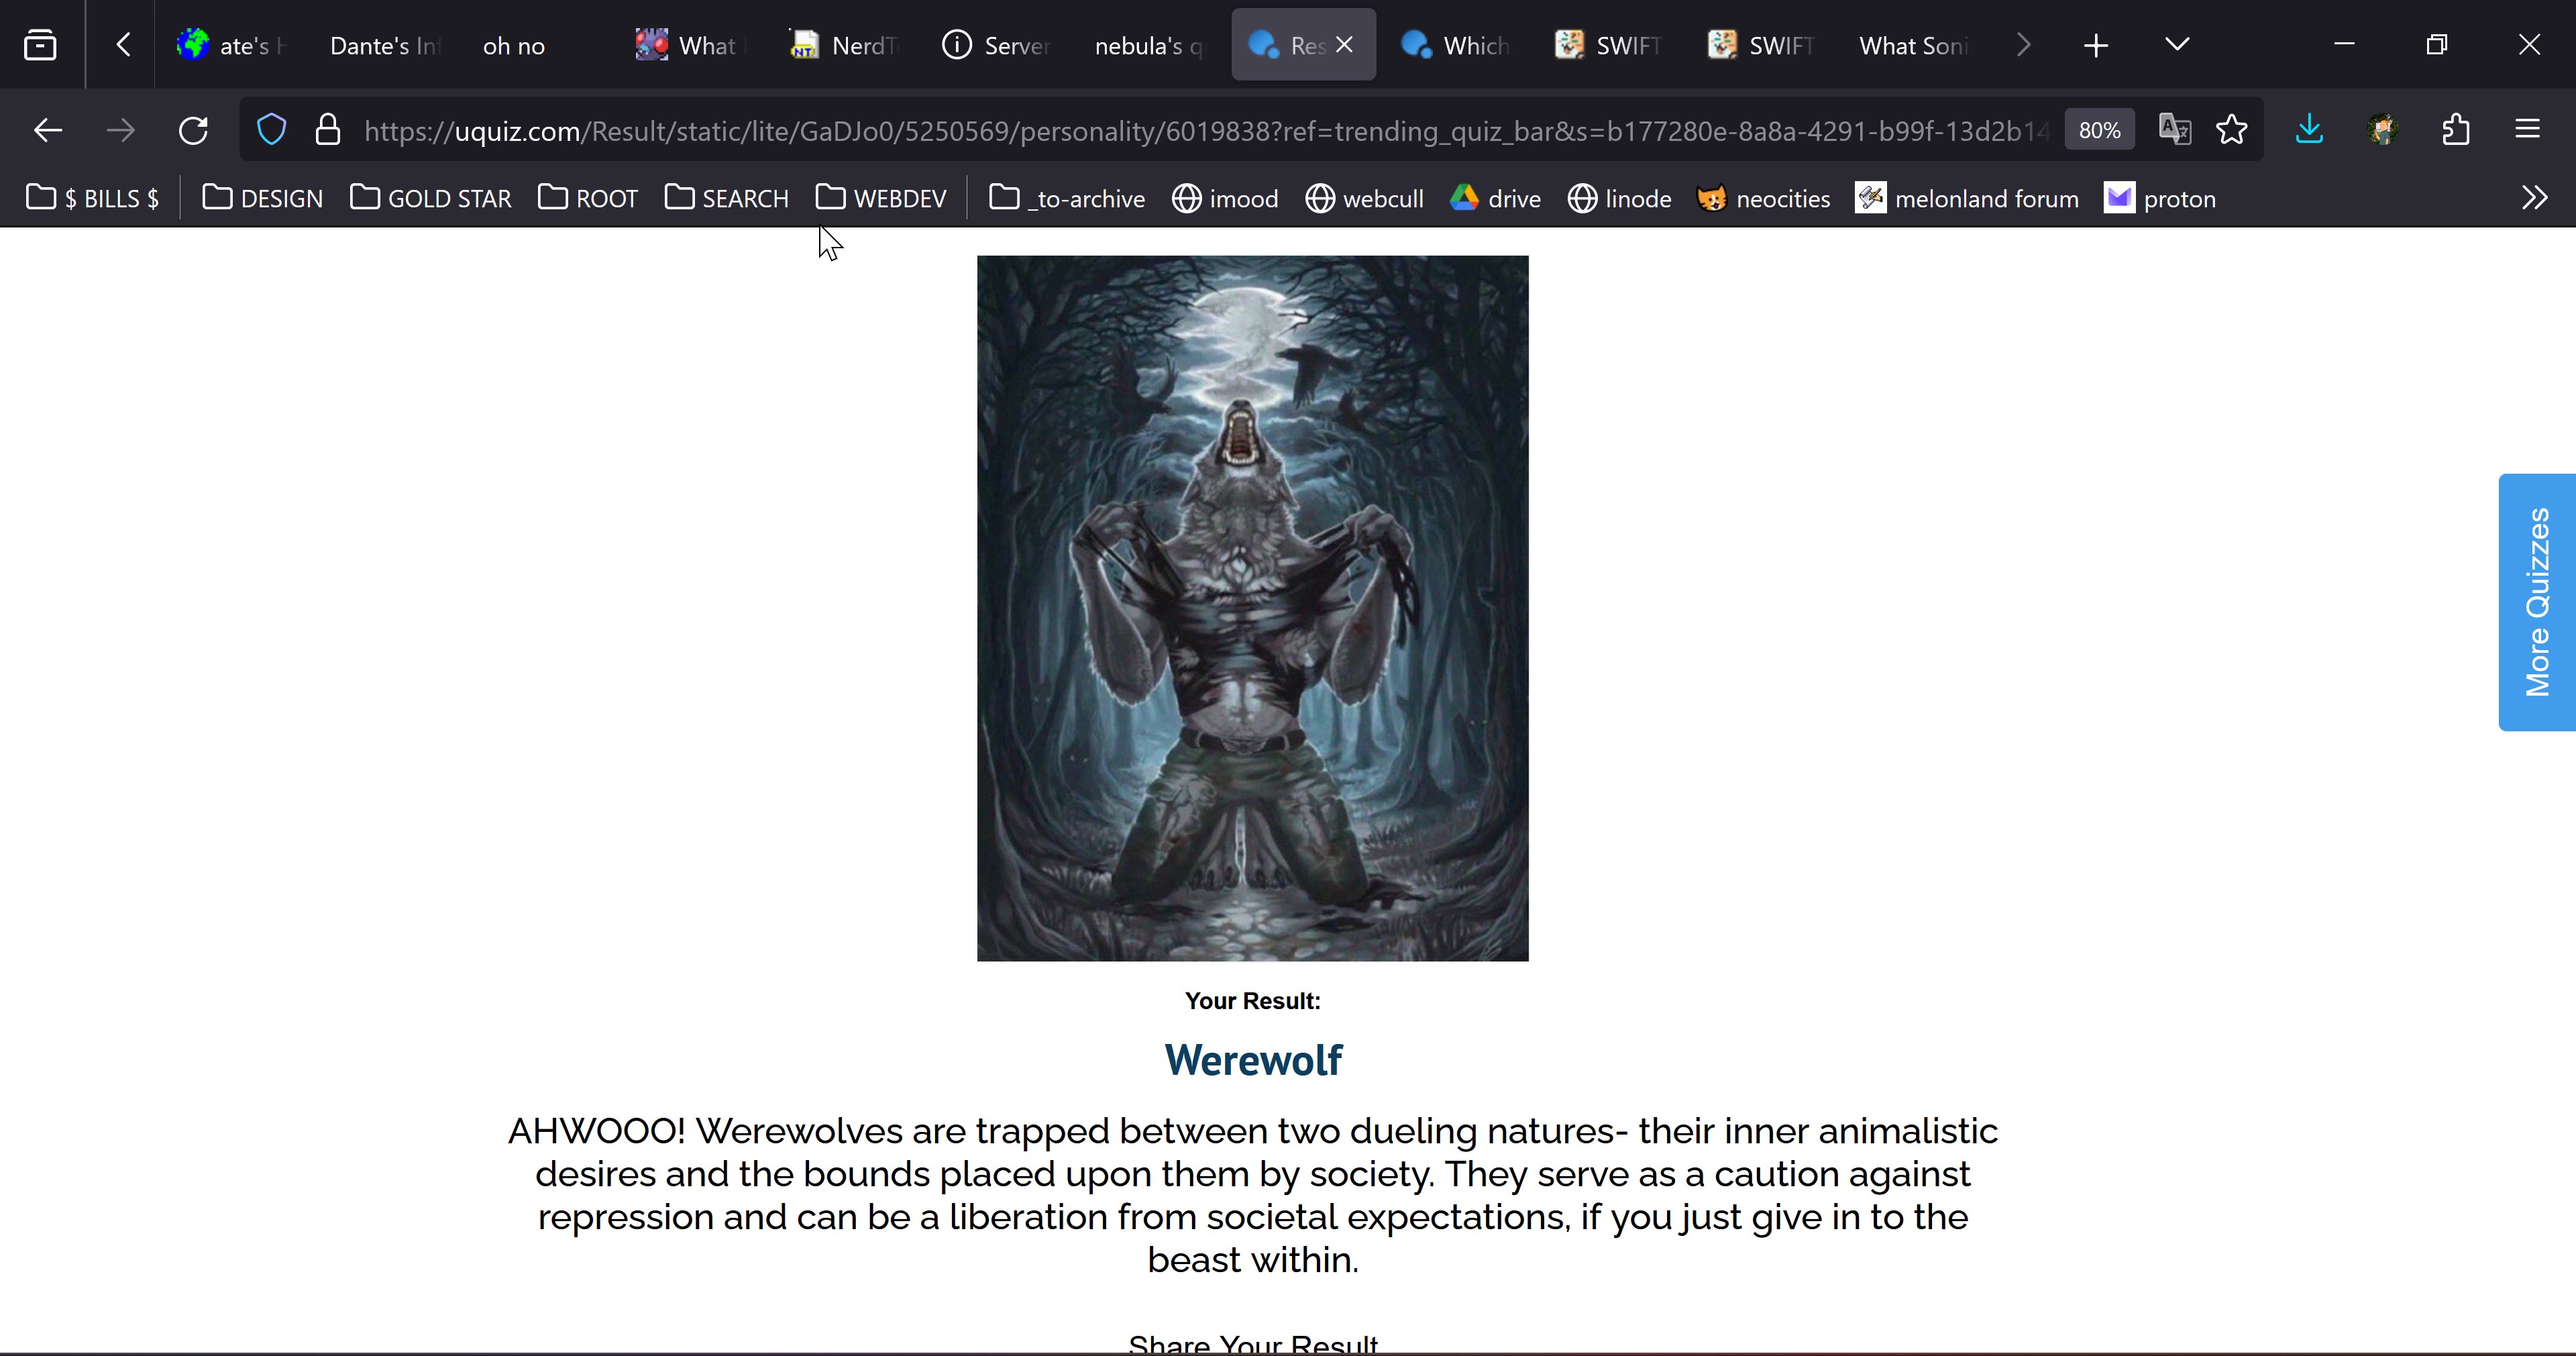 ate's
Dante's In
oh no
What
NerdT
Server
nebula's q
Res
Which
SWIFT
SWIFT
What Soni
https://uquiz.com/Result/static/lite/GaDJo0/5250569/personality/6019838?ref=trending_quiz_bar&s=b177280e-8a8a-4291-b99f-13d2b14
80%
$ BILLS $
DESIGN
GOLD STAR
ROOT
SEARCH
WEBDEV
_to-archive
imood
webcull
drive
linode
neocities
melonland forum
proton
More Quizzes
Your Result:
Werewolf
AHWOOO! Werewolves are trapped between two dueling natures- their inner animalistic
desires and the bounds placed upon them by society. They serve as a caution against
repression and can be a liberation from societal expectations, if you just give in to the
beast within.
Share Your Result